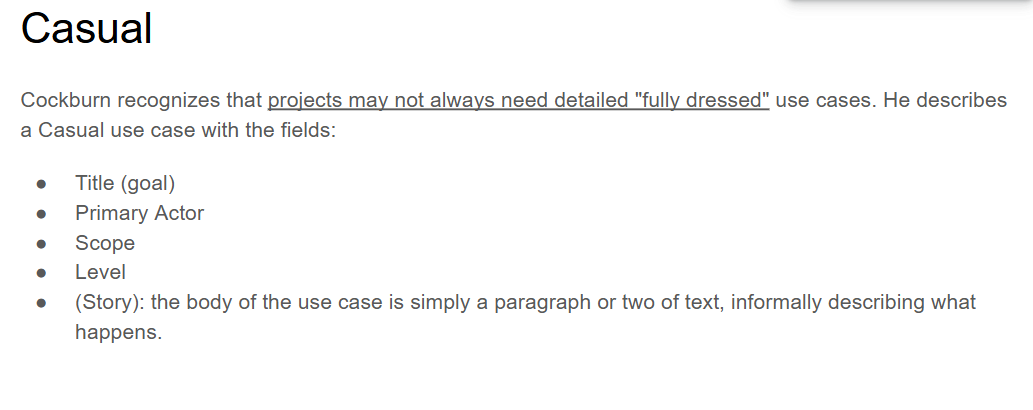 Casual
Cockburn recognizes that projects may not always need detailed "fully dressed" use cases. He describes
a Casual use case with the fields:
● Title (goal)
● Primary Actor
● Scope
● Level
● (Story): the body of the use case is simply a paragraph or two of text, informally describing what
happens.